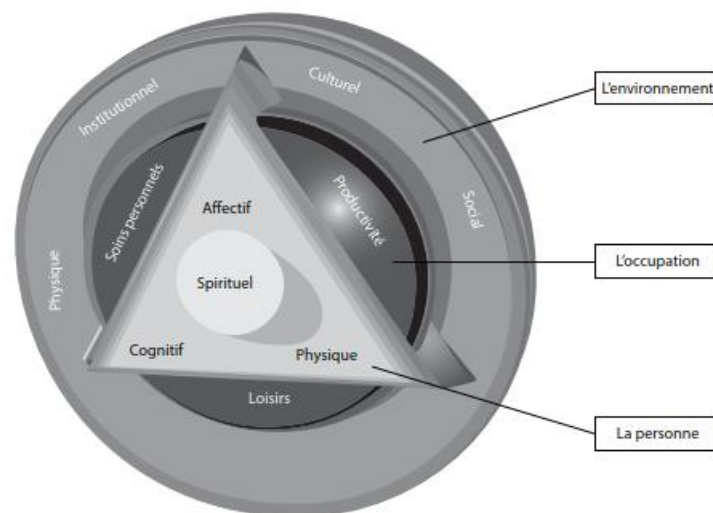 Institutionnel
Culturel
L'environnement
Soins personnels
Productivité
Social
Affectif
Physique
Spirituel
L'occupation
Cognitif
Physique
Loisirs
La personne